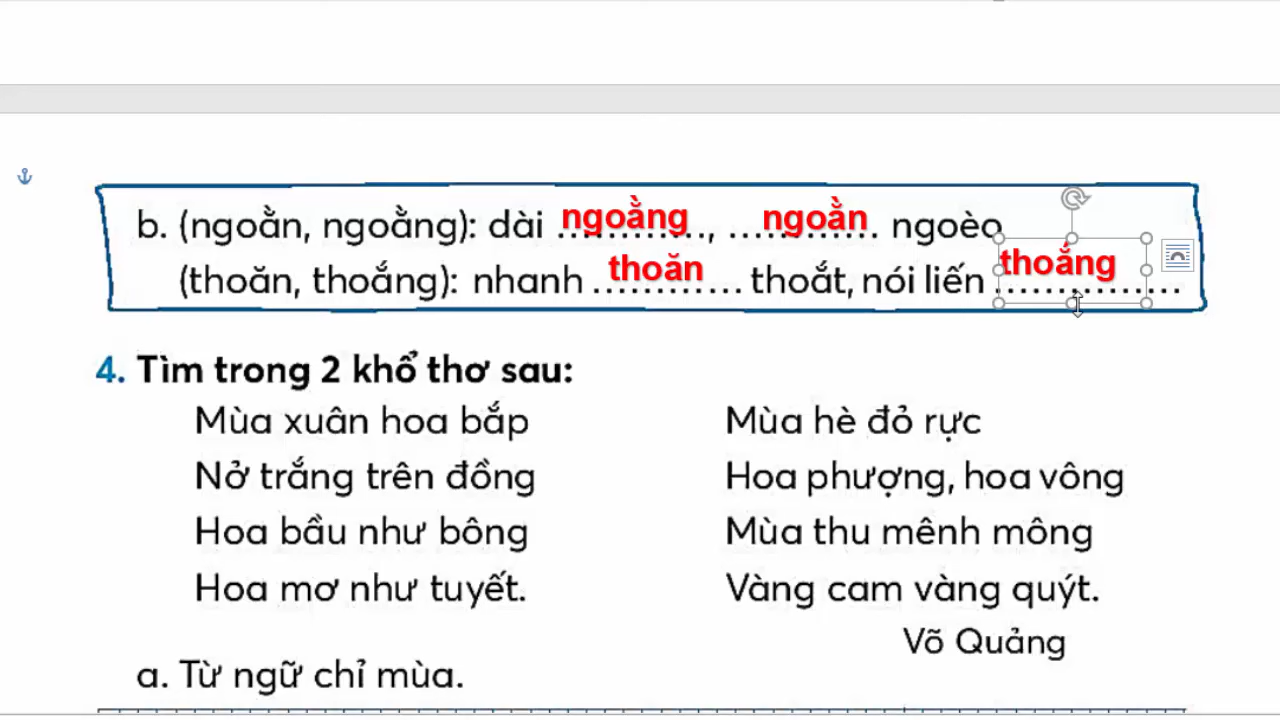 b. (ngoằn, ngoằng): dài ngoằng, ngoằn ngoèo
(thoăn, thoắng): nhanh thoăn thoắt, nói liến thoắng
4. Tìm trong 2 khổ thơ sau:
Mùa xuân hoa bắp
Nở trắng trên đồng
Hoa bầu như bông
Hoa mơ như tuyết.
Mùa hè đỏ rực
Hoa phượng, hoa vông
Mùa thu mênh mông
Vàng cam vàng quýt.
Võ Quảng
a. Từ ngữ chỉ mùa.